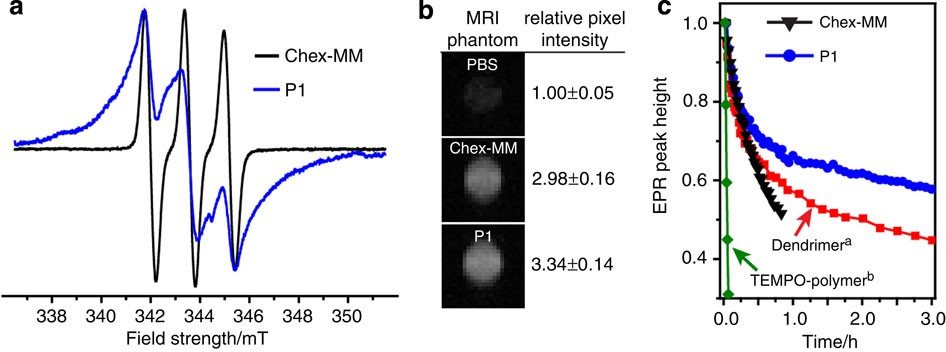 a
Chex-MM
P1
338 340 342 344 346 348 350
Field strength/mT
b
MRI phantom
relative pixel intensity
PBS
1.00±0.05
Chex-MM
2.98±0.16
P1
3.34±0.14
c
Chex-MM
P1
EPR peak height
1.0
0.8
0.6
0.4
Dendrimerᵃ
TEMPO-polymerᵇ
0.0 1.0 2.0 3.0
Time/h